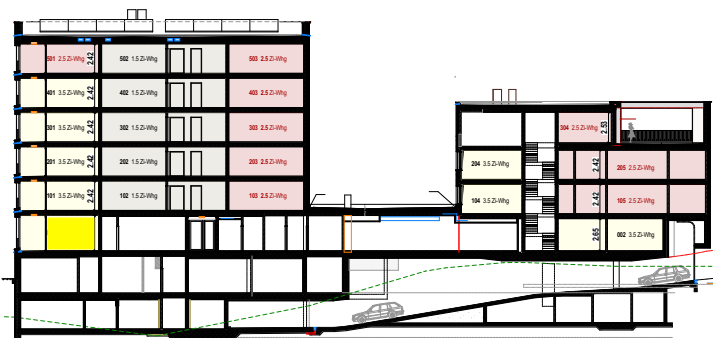 501 2.5 Zi-Whg 2.42 502 1.5 Zi-Whg 503 2.5 Zi-Whg
401 3.5 Zi-Whg 2.42 402 1.5 Zi-Whg 403 2.5 Zi-Whg
301 3.5 Zi-Whg 2.42 302 1.5 Zi-Whg 303 2.5 Zi-Whg 304 2.5 Zi-Whg 2.53
201 3.5 Zi-Whg 2.42 202 1.5 Zi-Whg 203 2.5 Zi-Whg 204 3.5 Zi-Whg 2.42 205 2.5 Zi-Whg
101 3.5 Zi-Whg 2.42 102 1.5 Zi-Whg 103 2.5 Zi-Whg 104 3.5 Zi-Whg 2.42 105 2.5 Zi-Whg
2.65 002 3.5 Zi-Whg